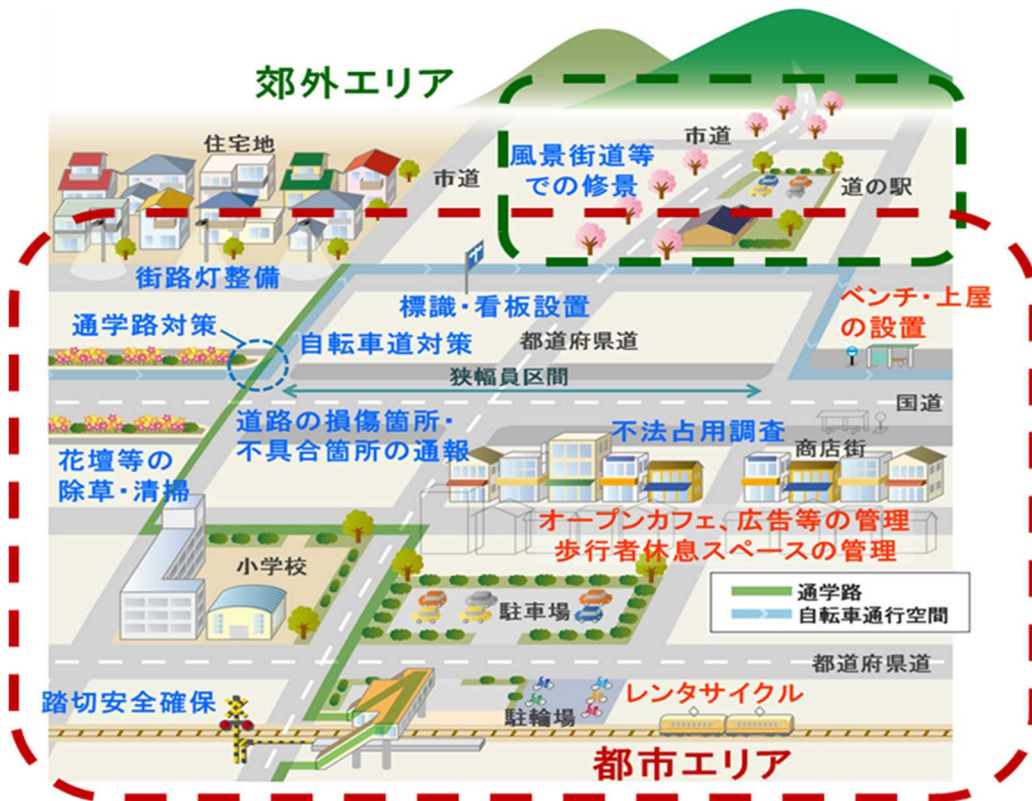 郊外エリア
住宅地
市道
市道
風景街道等
での修景
道の駅
街路灯整備
標識・看板設置
ベンチ・上屋
の設置
通学路対策
自転車道対策
都道府県道
狭幅員区間
国道
道路の損傷箇所・
不具合箇所の通報
不法占用調査
商店街
花壇等の
除草・清掃
オープンカフェ、広告等の管理
歩行者休息スペースの管理
小学校
駐車場
通学路
自転車通行空間
都道府県道
踏切安全確保
駐輪場
レンタサイクル
都市エリア